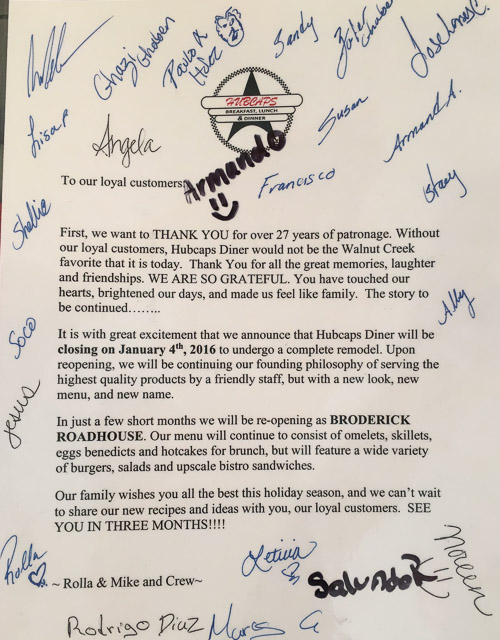 Sandy
Ghazi Ghaben
Paulo R
Lisa P
Angela
HUBCAPS
BREAKFAST, LUNCH
& DINNER
Susan
Armand A.
To our loyal customers,
Armando
Francisco
Stacy
Shellie
First, we want to THANK YOU for over 27 years of patronage. Without
our loyal customers, Hubcaps Diner would not be the Walnut Creek
favorite that it is today. Thank You for all the great memories, laughter
and friendships. WE ARE SO GRATEFUL. You have touched our
hearts, brightened our days, and made us feel like family. The story to
be continued……..
Ally
Soco
It is with great excitement that we announce that Hubcaps Diner will be
closing on January 4th, 2016 to undergo a complete remodel. Upon
reopening, we will be continuing our founding philosophy of serving the
highest quality products by a friendly staff, but with a new look, new
menu, and new name.
Jesus
In just a few short months we will be re-opening as BRODERICK
ROADHOUSE. Our menu will continue to consist of omelets, skillets,
eggs benedicts and hotcakes for brunch, but will feature a wide variety
of burgers, salads and upscale bistro sandwiches.
Our family wishes you all the best this holiday season, and we can't wait
to share our new recipes and ideas with you, our loyal customers. SEE
YOU IN THREE MONTHS!!!!
Rolla
Leticia
Noreen
~ Rolla & Mike and Crew~
Salvador
Rodrigo Diaz
Marcos G